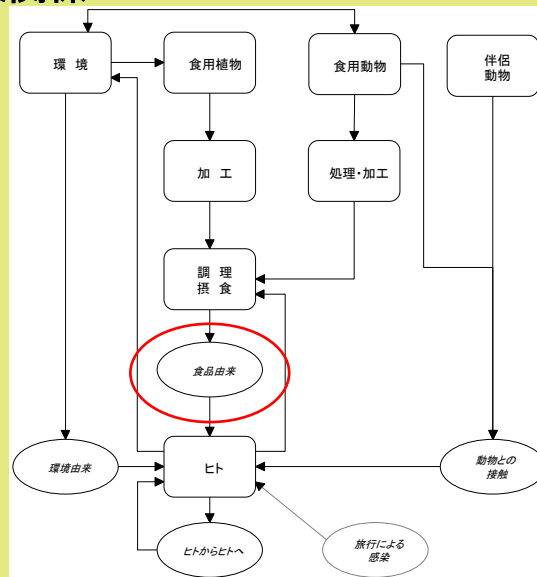 環 境
食用植物
食用動物
伴侶
動物
加 工
処理・加工
調 理
摂 食
食品由来
環境由来
ヒト
動物との
接触
ヒトからヒトへ
旅行による
感染